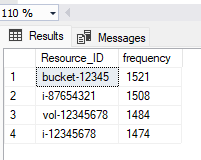 110 %
Results Messages
Resource_ID frequency
1 bucket-12345 1521
2 i-87654321 1508
3 vol-12345678 1484
4 i-12345678 1474